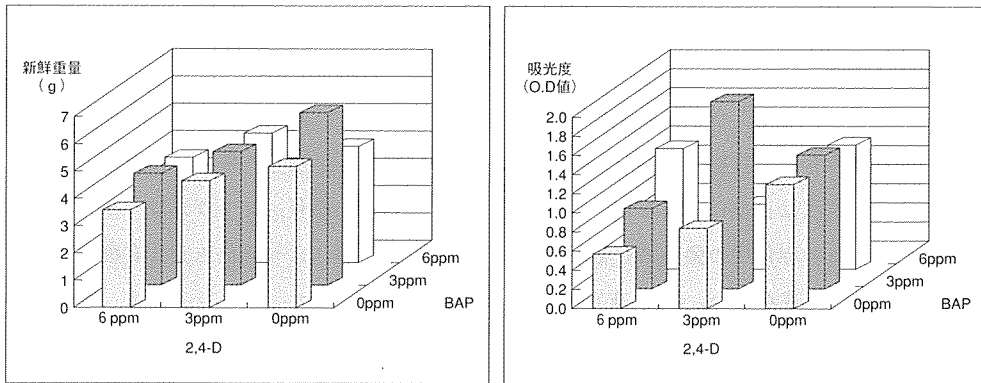 新鮮重量
（g）
7
6
5
4
3
2
1
0
6 ppm
3ppm
0ppm
2,4-D
0ppm
3ppm
6ppm
BAP
吸光度
（O.D値）
2.0
1.8
1.6
1.4
1.2
1.0
0.8
0.6
0.4
0.2
0.0
6 ppm
3ppm
0ppm
2,4-D
0ppm
3ppm
6ppm
BAP